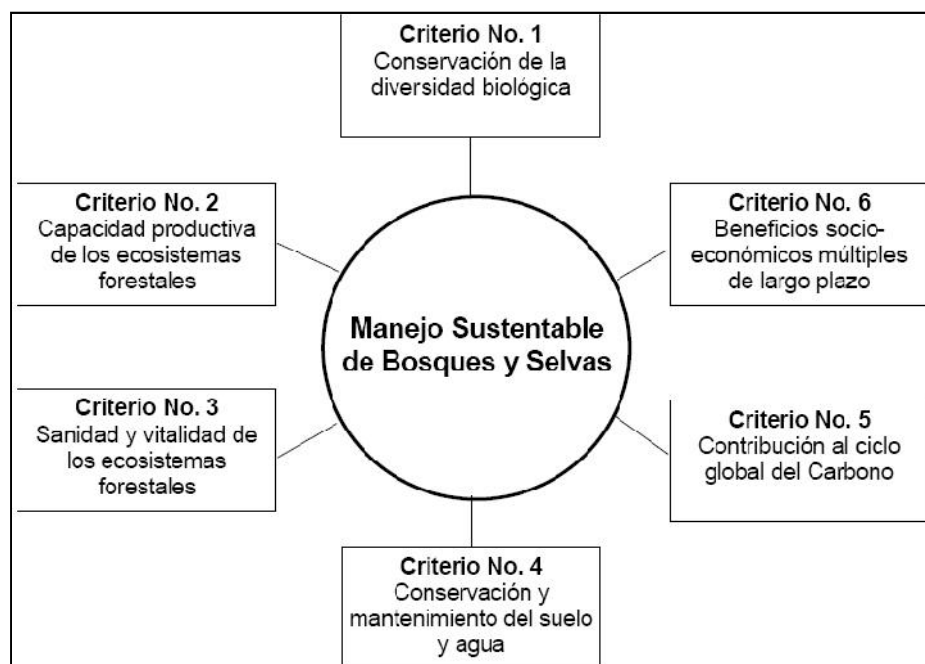 Criterio No. 1
Conservación de la
diversidad biológica
Criterio No. 2
Capacidad productiva
de los ecosistemas
forestales
Criterio No. 6
Beneficios socio-
económicos múltiples
de largo plazo
Manejo Sustentable
de Bosques y Selvas
Criterio No. 3
Sanidad y vitalidad de
los ecosistemas
forestales
Criterio No. 5
Contribución al ciclo
global del Carbono
Criterio No. 4
Conservación y
mantenimiento del suelo
y agua